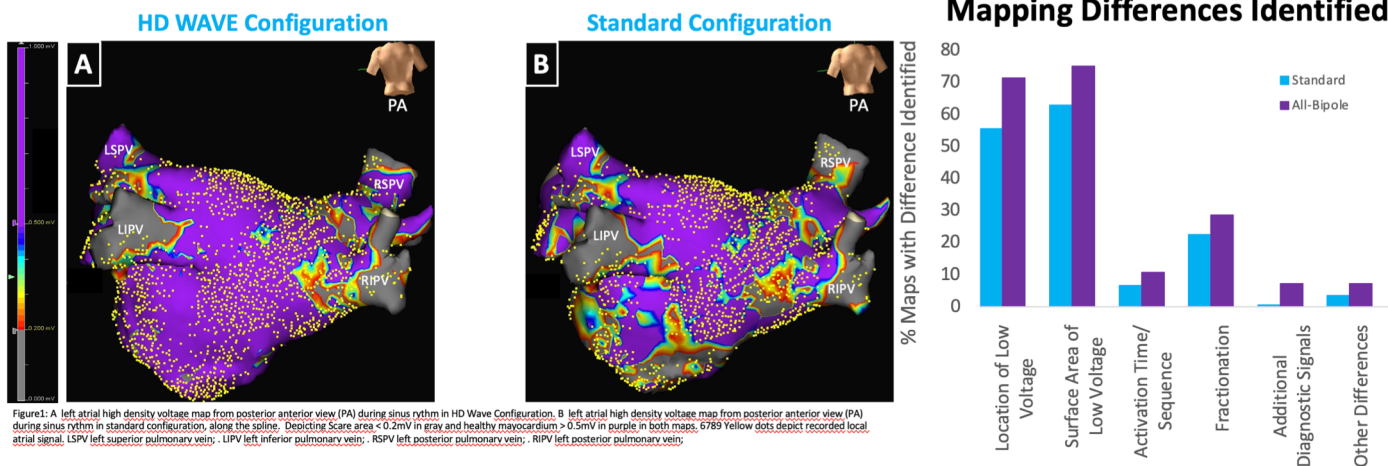 HD WAVE Configuration
Standard Configuration
Mapping Differences Identified
A
PA
LSPV
RSPV
LIPV
RIPV
1.000 mV
0.500 mV
0.200 mV
0.000 mV
B
PA
LSPV
RSPV
LIPV
RIPV
% Maps with Difference Identified
80
70
60
50
40
30
20
10
0
Standard
All-Bipole
Location of Low
Voltage
Surface Area of
Low Voltage
Activation Time/
Sequence
Fractionation
Additional
Diagnostic Signals
Other Differences
Figure1: A left atrial high density voltage map from posterior anterior view (PA) during sinus rythm in HD Wave Configuration. B left atrial high density voltage map from posterior anterior view (PA)
during sinus rythm in standard configuration, along the spline. Depicting Scare area < 0.2mV in gray and healthy mayocardium > 0.5mV in purple in both maps. 6789 Yellow dots depict recorded local
atrial signal. LSPV left superior pulmonary vein; . LIPV left inferior pulmonary vein; . RSPV left posterior pulmonary vein; . RIPV left posterior pulmonary vein;